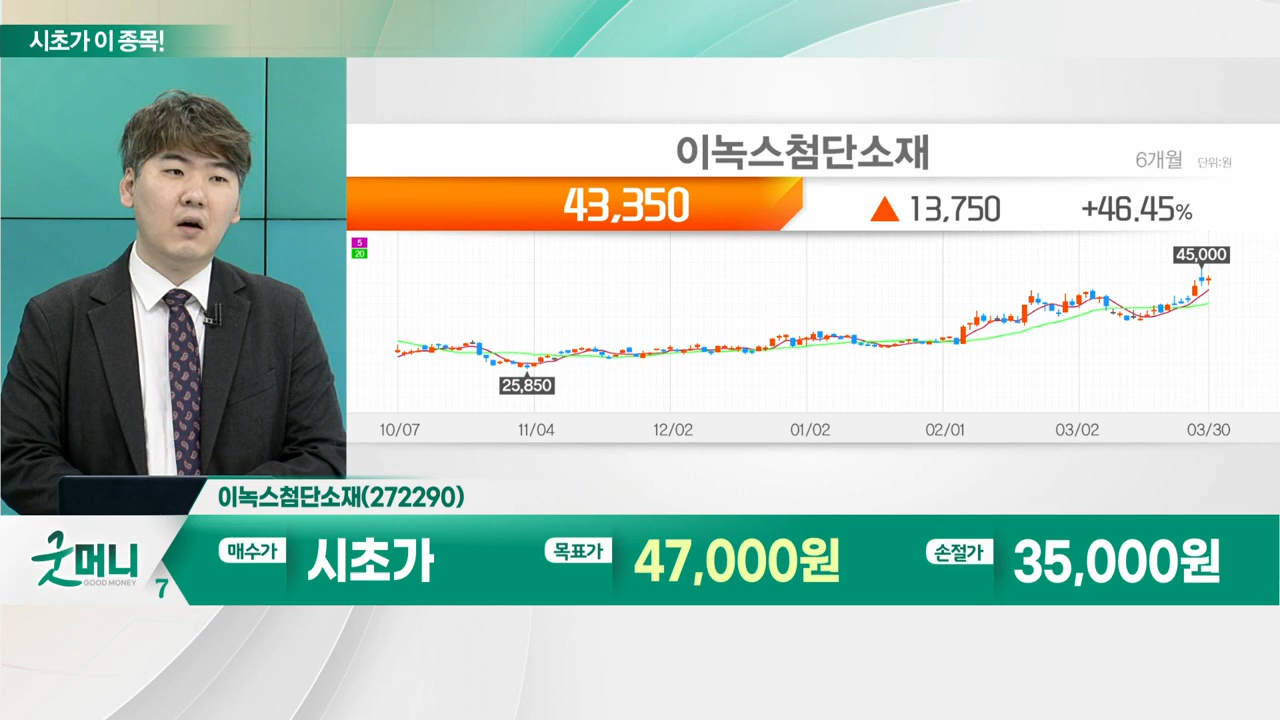 시초가 이 종목!
이녹스첨단소재
6개월 단위:원
43,350 ▲ 13,750 +46.45%
5
20
45,000
25,850
10/07 11/04 12/02 01/02 02/01 03/02 03/30
이녹스첨단소재(272290)
매수가 시초가 목표가 47,000원 손절가 35,000원
굿머니
GOOD MONEY
7